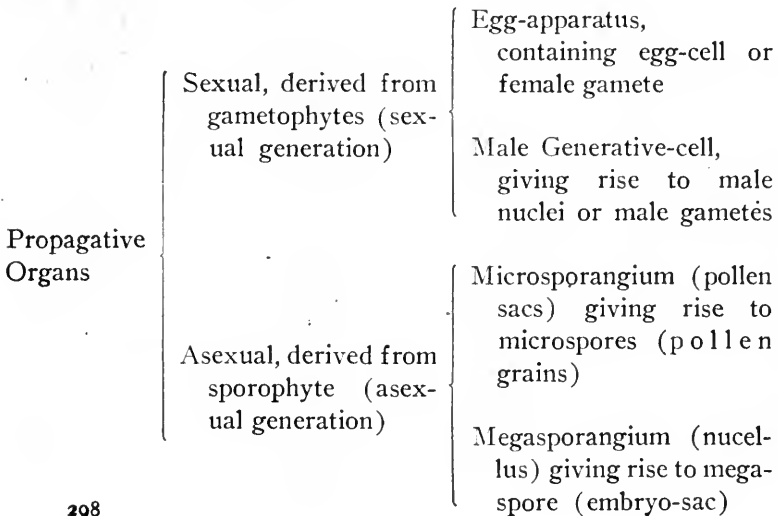 Propagative
Organs
Sexual, derived from
gametophytes (sex-
ual generation)
Egg-apparatus,
containing egg-cell or
female gamete
Male Generative-cell,
giving rise to male
nuclei or male gametes
Asexual, derived from
sporophyte (asex-
ual generation)
Microsporangium (pollen
sacs) giving rise to
microspores (pollen
grains)
Megasporangium (nucel-
lus) giving rise to mega-
spore (embryo-sac)
298